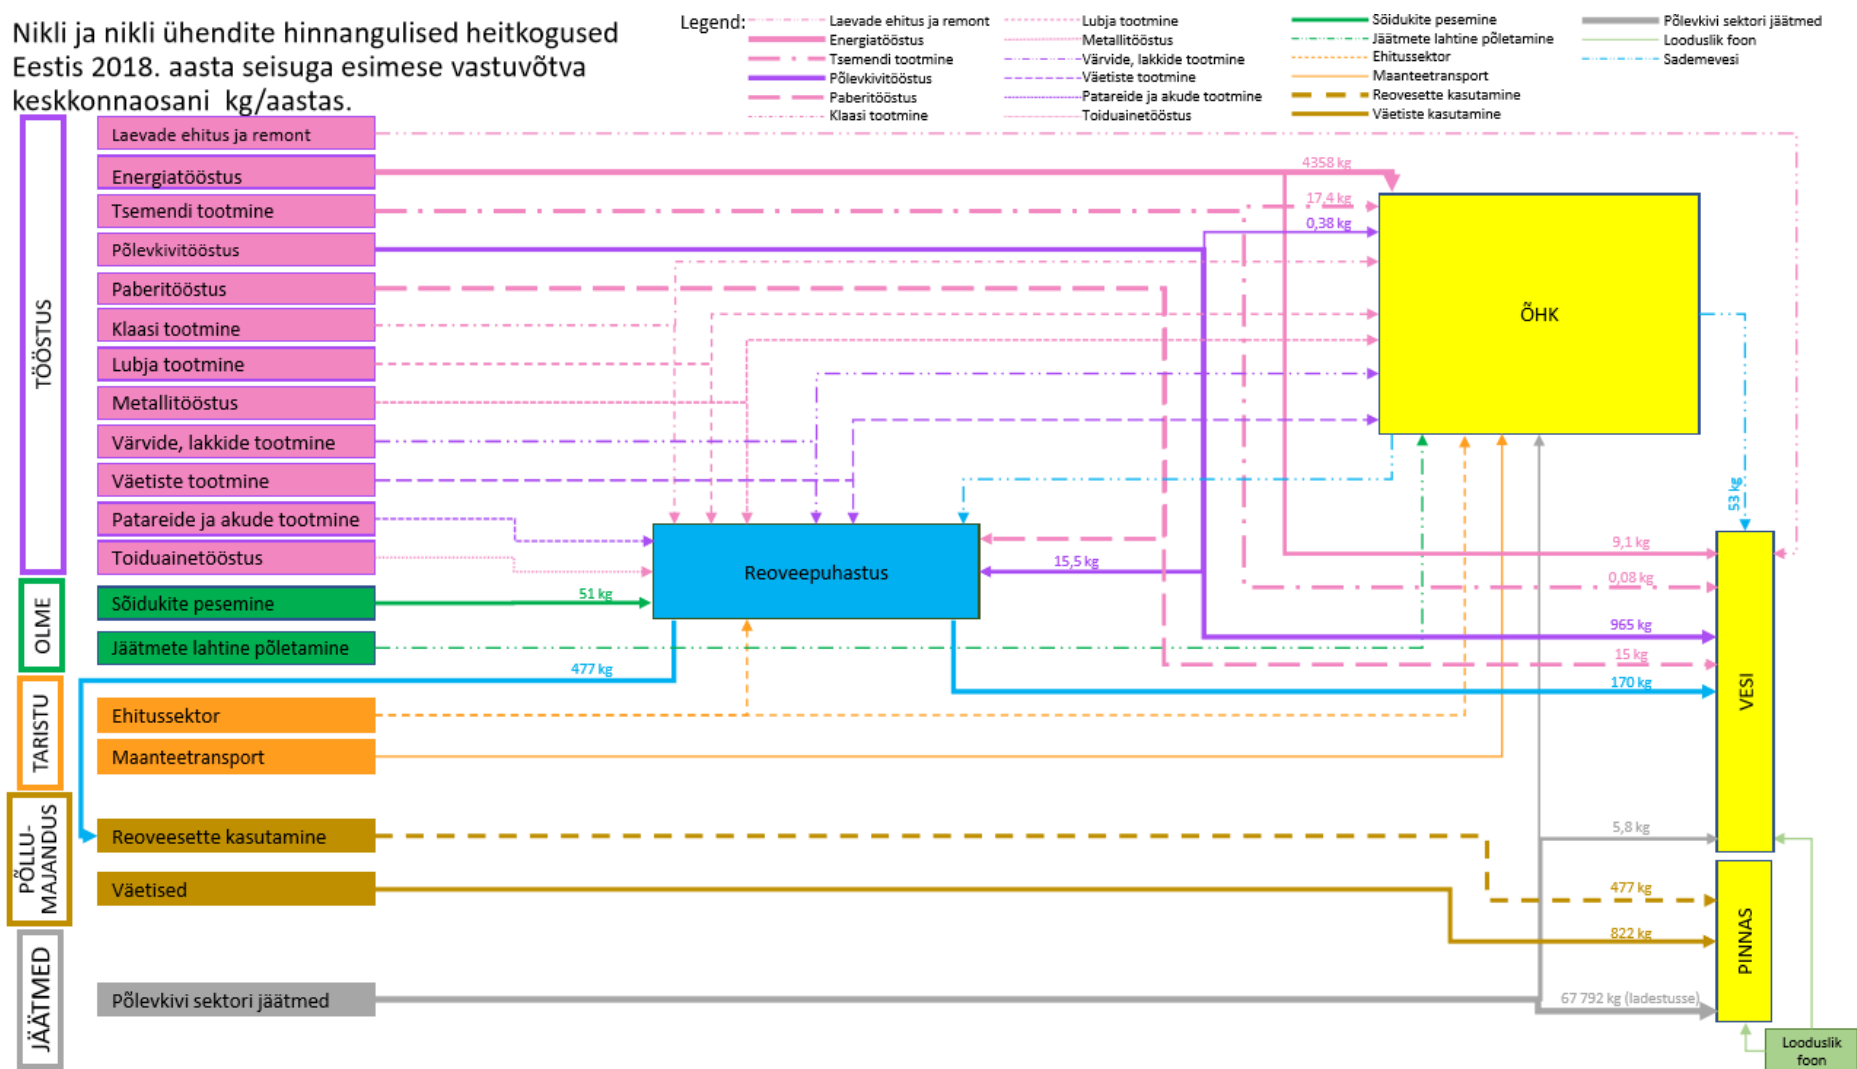 Nikli ja nikli ühendite hinnangulised heitkogused
Eestis 2018. aasta seisuga esimese vastuvõtva
keskkonnaosani kg/aastas.
Legend:
Laevade ehitus ja remont
Energiatööstus
Tsemendi tootmine
Põlevkivitööstus
Paberitööstus
Klaasi tootmine
Lubja tootmine
Metallitööstus
Värvide, lakkide tootmine
Väetiste tootmine
Patareide ja akude tootmine
Toiduainetööstus
Sõidukite pesemine
Jäätmete lahtine põletamine
Ehitussektor
Maanteetransport
Reovesette kasutamine
Väetiste kasutamine
Põlevkivi sektori jäätmed
Looduslik foon
Sademevesi
TÖÖSTUS
Laevade ehitus ja remont
Energiatööstus
Tsemendi tootmine
Põlevkivitööstus
Paberitööstus
Klaasi tootmine
Lubja tootmine
Metallitööstus
Värvide, lakkide tootmine
Väetiste tootmine
Patareide ja akude tootmine
Toiduainetööstus
OLME
Sõidukite pesemine
Jäätmete lahtine põletamine
TARISTU
Ehitussektor
Maanteetransport
PÕLLU-
MAJANDUS
Reoveesette kasutamine
Väetised
JÄÄTMED
Põlevkivi sektori jäätmed
4358 kg
17,4 kg
0,38 kg
ÕHK
53 kg
Reoveepuhastus
51 kg
15,5 kg
477 kg
9,1 kg
0,08 kg
965 kg
15 kg
170 kg
VESI
5,8 kg
477 kg
822 kg
PINNAS
67 792 kg (ladestusse)
Looduslik
foon